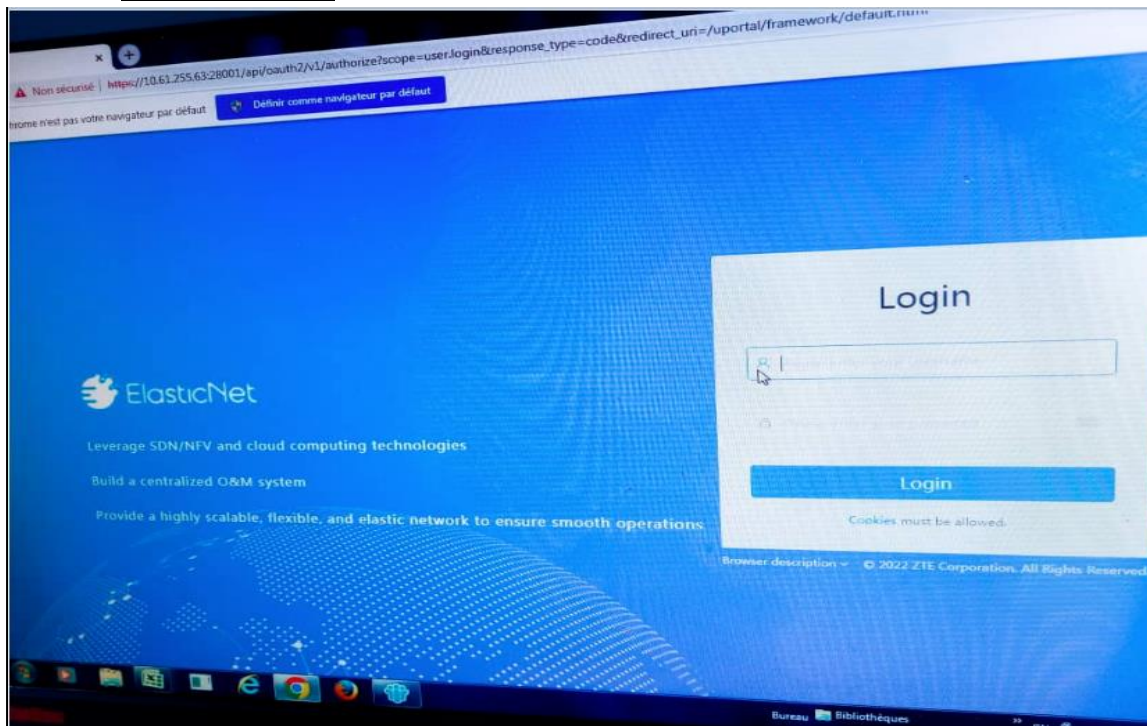 Non sécurisé | https://10.61.255.63:28001/api/oauth2/v1/authorize?scope=user.login&response_type=code&redirect_uri=/uportal/framework/default.html
hrome n'est pas votre navigateur par défaut Définir comme navigateur par défaut
Login
ElasticNet
Leverage SDN/NFV and cloud computing technologies
Build a centralized O&M system
Login
Provide a highly scalable, flexible, and elastic network to ensure smooth operations
Cookies must be allowed.
Browser description © 2022 ZTE Corporation. All Rights Reserved
Bureau Bibliothèques »